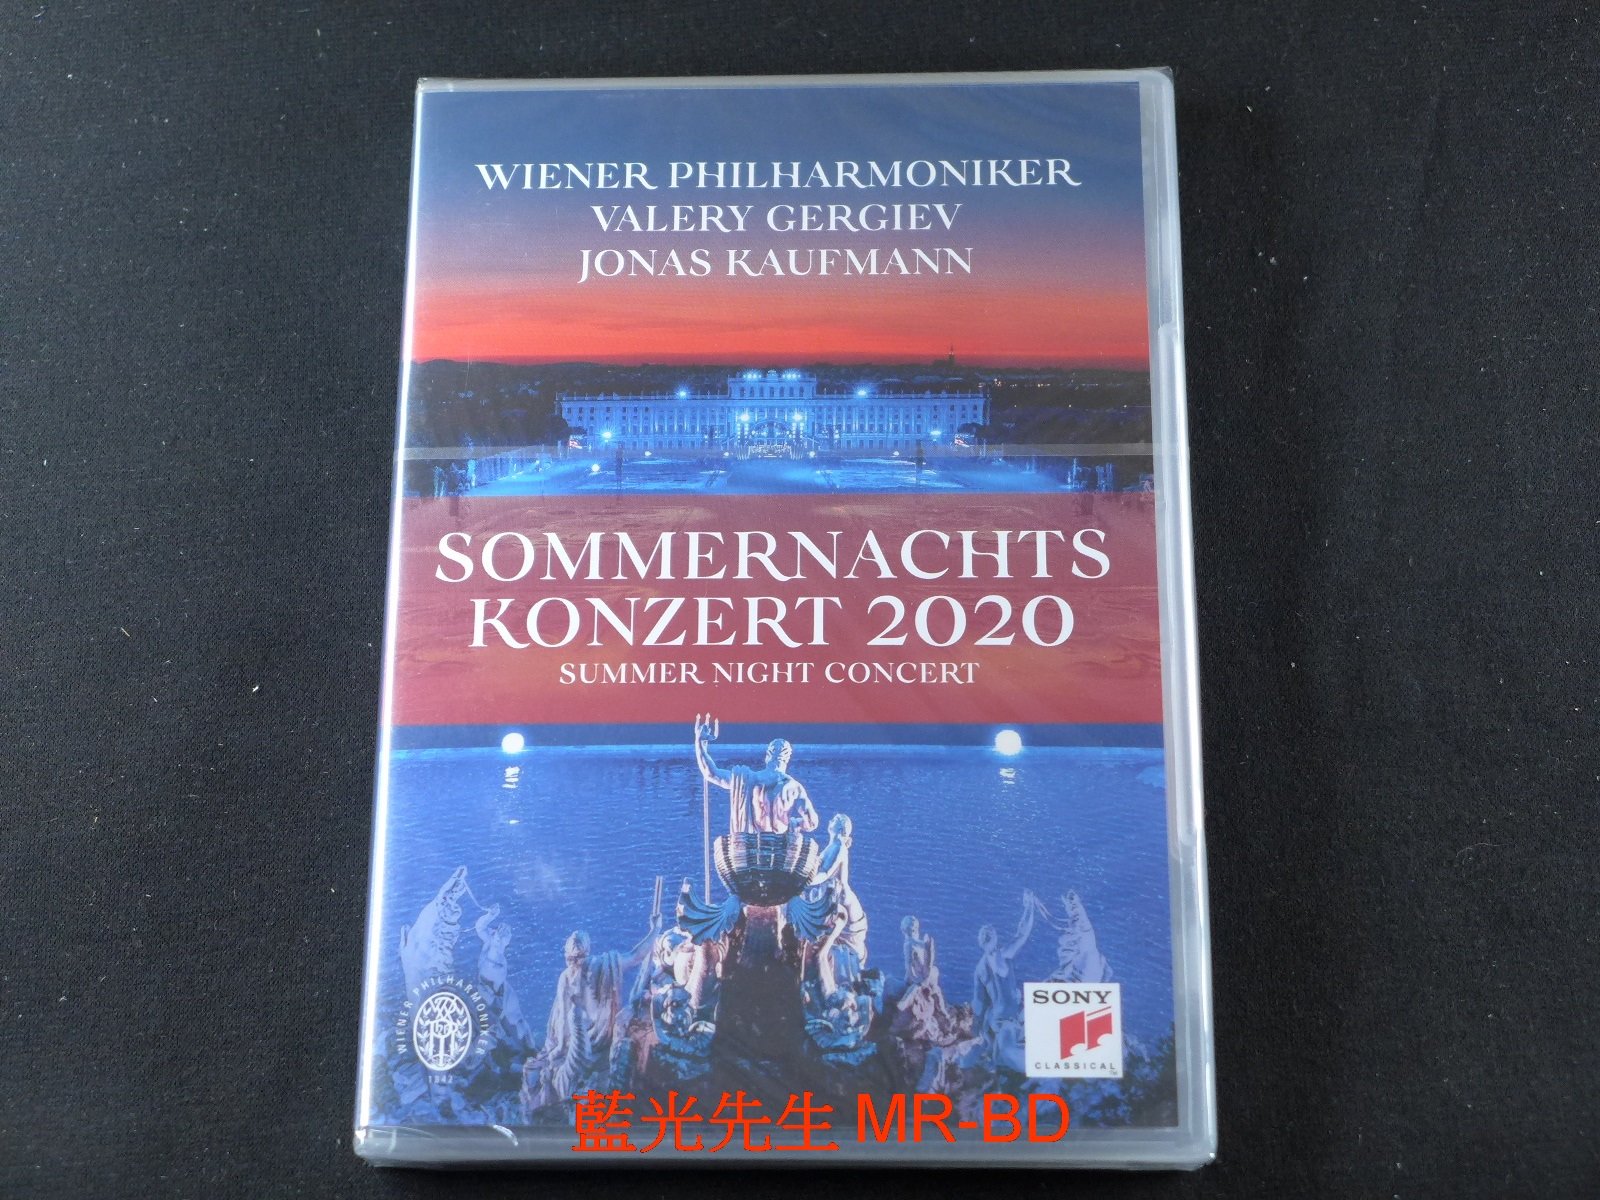 WIENER PHILHARMONIKER
VALERY GERGIEV
JONAS KAUFMANN
SOMMERNACHTS
KONZERT 2020
SUMMER NIGHT CONCERT
WIENER PHILHARMONIKER
1842
SONY
CLASSICAL
TM
藍光先生 MR-BD